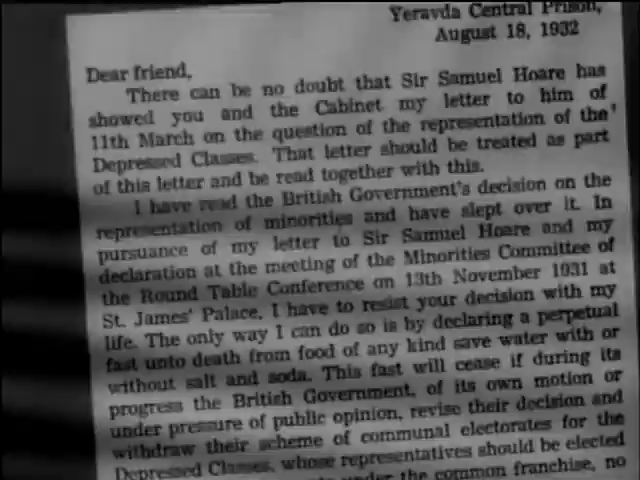 Yeravda Central Prison,
August 18, 1932
Dear friend,
There can be no doubt that Sir Samuel Hoare has
showed you and the Cabinet my letter to him of
11th March on the question of the representation of the
Depressed Classes. That letter should be treated as part
of this letter and be read together with this.
I have read the British Government's decision on the
representation of minorities and have slept over it. In
pursuance of my letter to Sir Samuel Hoare and my
declaration at the meeting of the Minorities Committee of
the Round Table Conference on 13th November 1931 at
St. James' Palace, I have to resist your decision with my
life. The only way I can do so is by declaring a perpetual
fast unto death from food of any kind save water with or
without salt and soda. This fast will cease if during its
progress the British Government, of its own motion or
under pressure of public opinion, revise their decision and
withdraw their scheme of communal electorates for the
Depressed Classes, whose representatives should be elected
under the common franchise, no